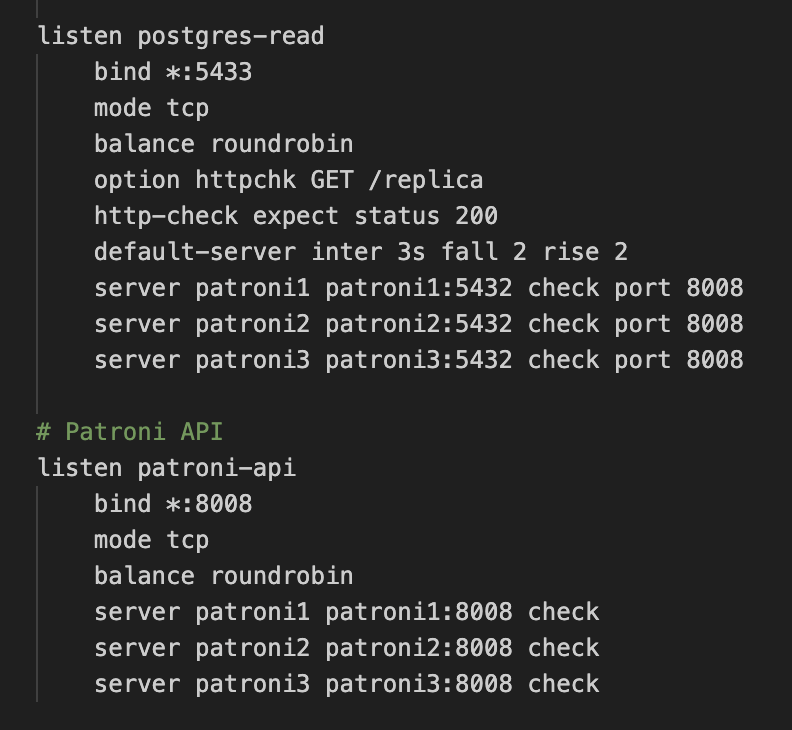 listen postgres-read
    bind *:5433
    mode tcp
    balance roundrobin
    option httpchk GET /replica
    http-check expect status 200
    default-server inter 3s fall 2 rise 2
    server patroni1 patroni1:5432 check port 8008
    server patroni2 patroni2:5432 check port 8008
    server patroni3 patroni3:5432 check port 8008

# Patroni API
listen patroni-api
    bind *:8008
    mode tcp
    balance roundrobin
    server patroni1 patroni1:8008 check
    server patroni2 patroni2:8008 check
    server patroni3 patroni3:8008 check